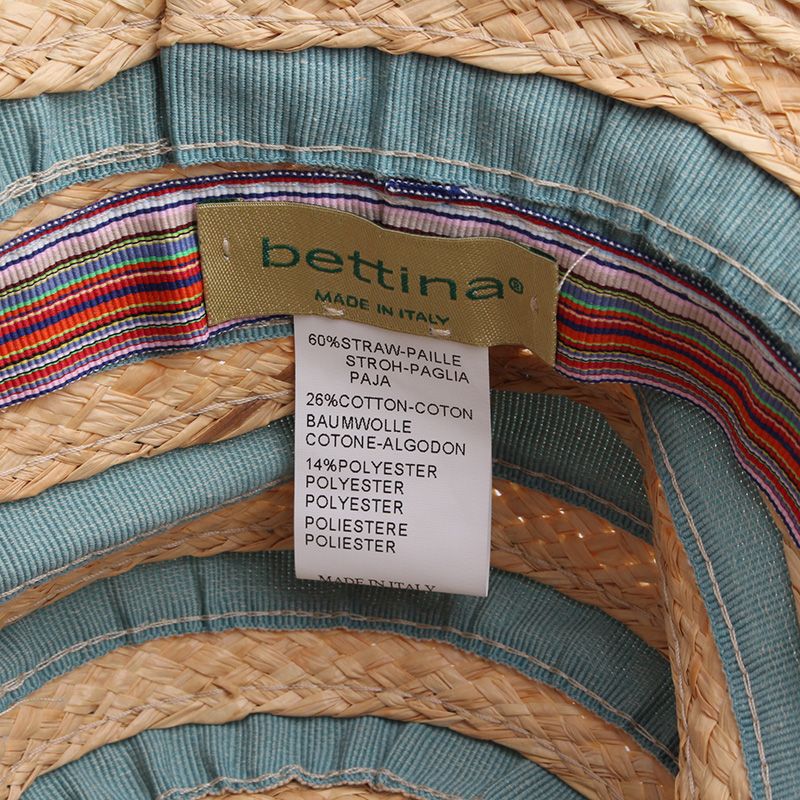 bettina®
MADE IN ITALY
60%STRAW-PAILLE
STROH-PAGLIA
PAJA
26%COTTON-COTON
BAUMWOLLE
COTONE-ALGODON
14%POLYESTER
POLYESTER
POLYESTER
POLIESTERE
POLIESTER
MADE IN ITALY